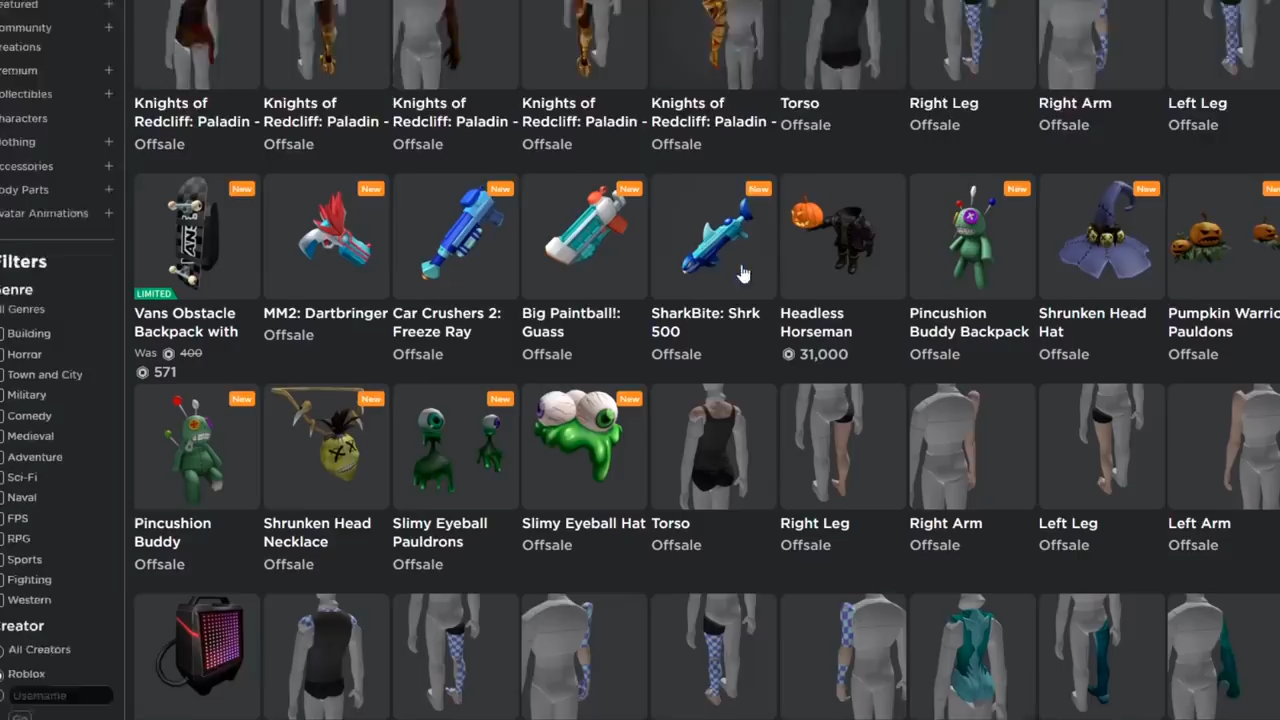 eatured
ommunity
reations
remium
ollectibles
haracters
lothing
ccessories
ody Parts
vatar Animations
ilters
enre
ll Genres
Building
Horror
Town and City
Military
Comedy
Medieval
Adventure
Sci-Fi
Naval
FPS
RPG
Sports
Fighting
Western
reator
All Creators
Roblox
Username
Go
Knights of
Redcliff: Paladin -
Offsale
Knights of
Redcliff: Paladin -
Offsale
Knights of
Redcliff: Paladin -
Offsale
Knights of
Redcliff: Paladin -
Offsale
Knights of
Redcliff: Paladin -
Offsale
Torso
Offsale
Right Leg
Offsale
Right Arm
Offsale
Left Leg
Offsale
New
VANS
LIMITED
Vans Obstacle
Backpack with
Was 400
571
New
MM2: Dartbringer
Offsale
New
Car Crushers 2:
Freeze Ray
Offsale
New
Big Paintball!:
Guass
Offsale
New
SharkBite: Shrk
500
Offsale
Headless
Horseman
31,000
New
Pincushion
Buddy Backpack
Offsale
New
Shrunken Head
Hat
Offsale
Ne
Pumpkin Warric
Pauldons
Offsale
New
Pincushion
Buddy
Offsale
New
Shrunken Head
Necklace
Offsale
New
Slimy Eyeball
Pauldrons
Offsale
New
Slimy Eyeball Hat
Offsale
Torso
Offsale
Right Leg
Offsale
Right Arm
Offsale
Left Leg
Offsale
Left Arm
Offsale